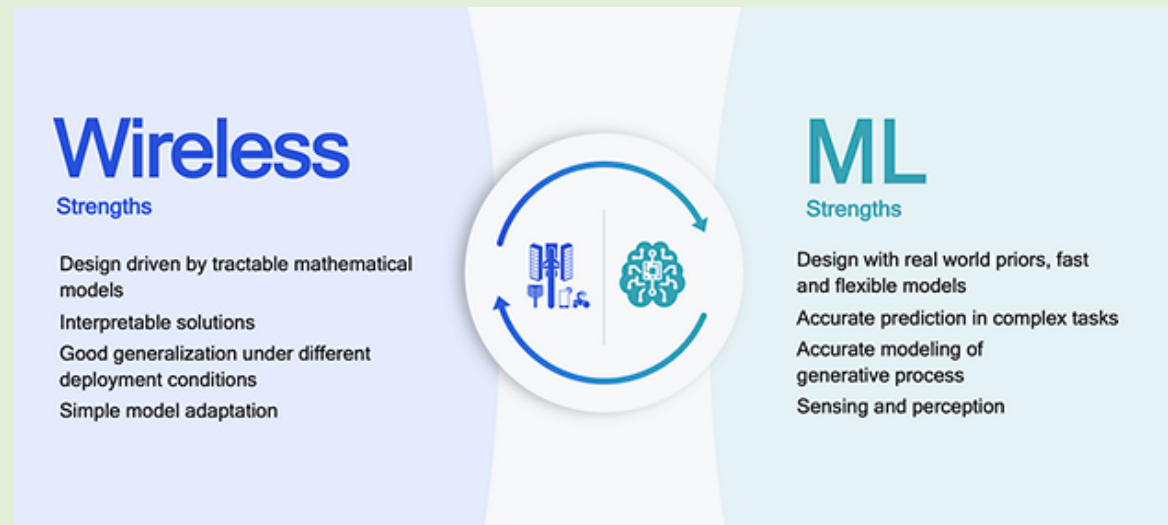 Wireless
Strengths
Design driven by tractable mathematical
models
Interpretable solutions
Good generalization under different
deployment conditions
Simple model adaptation
ML
Strengths
Design with real world priors, fast
and flexible models
Accurate prediction in complex tasks
Accurate modeling of
generative process
Sensing and perception